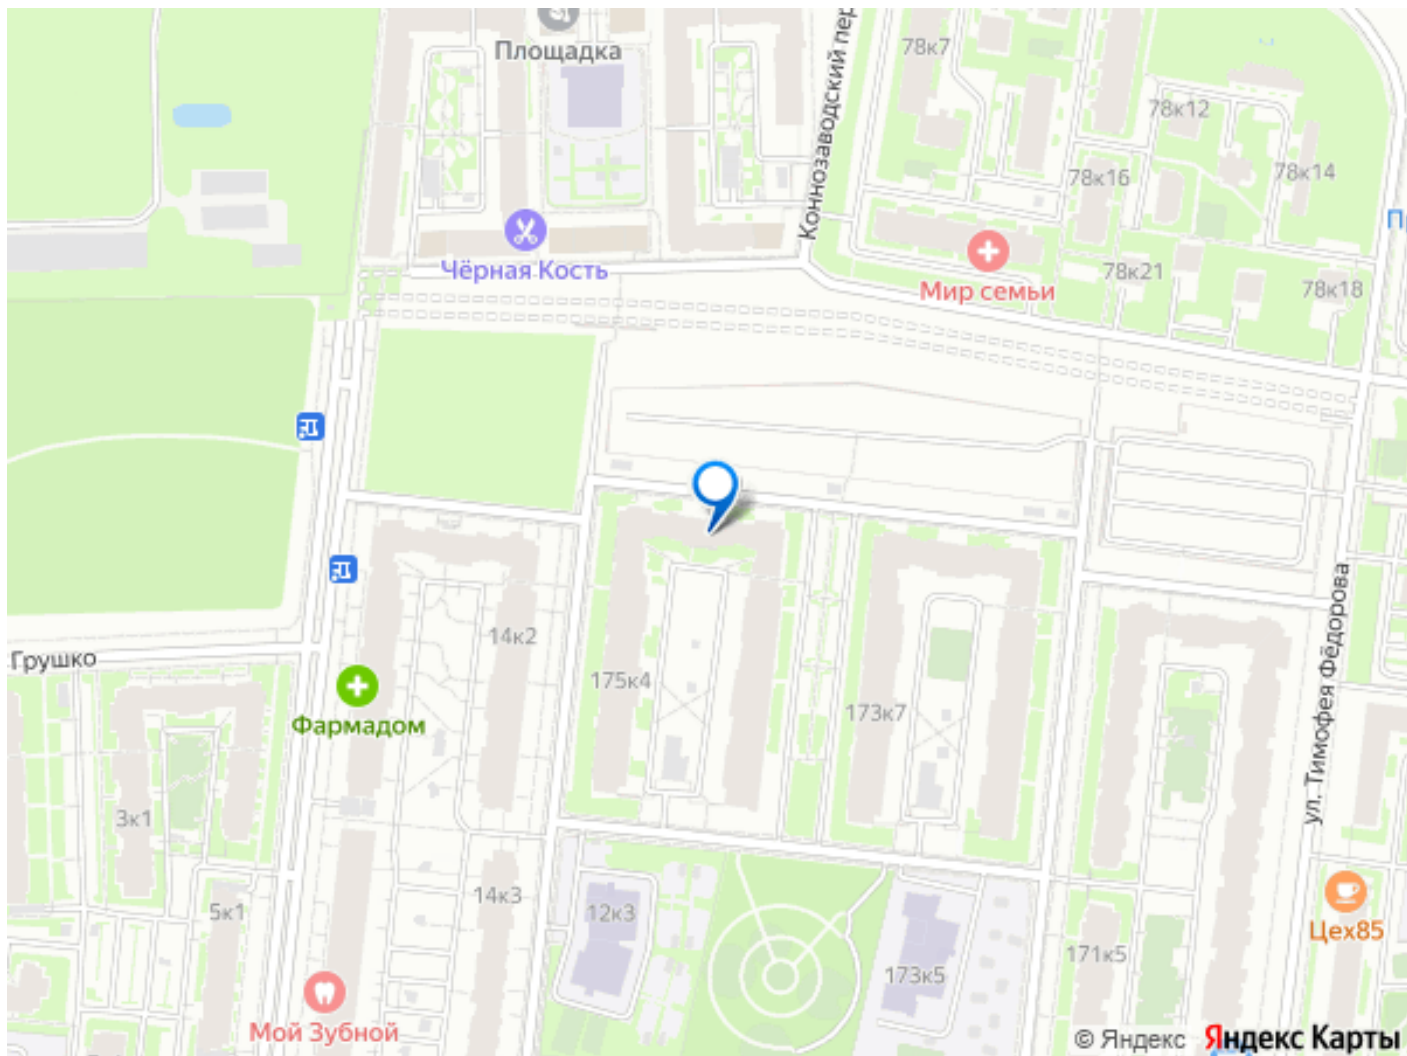 Площадка
Коннозаводский пер
78к7
78к12
78к16
78к14
Чёрная Кость
Мир семьи
78к21
78к18
Грушко
14к2
175к4
173к7
Фармадом
ул. Тимофея Фёдорова
3к1
5к1
14к3
12к3
173к5
171к5
Цех85
Мой Зубной
© Яндекс Яндекс Карты